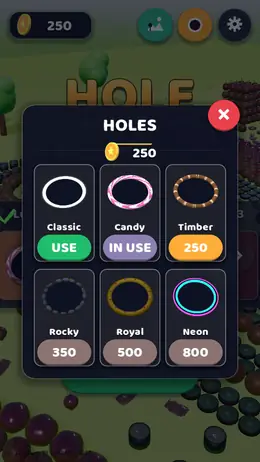 250
HOLE
HOLES
250
Classic
Candy
Timber
USE
IN USE
250
Rocky
Royal
Neon
350
500
800